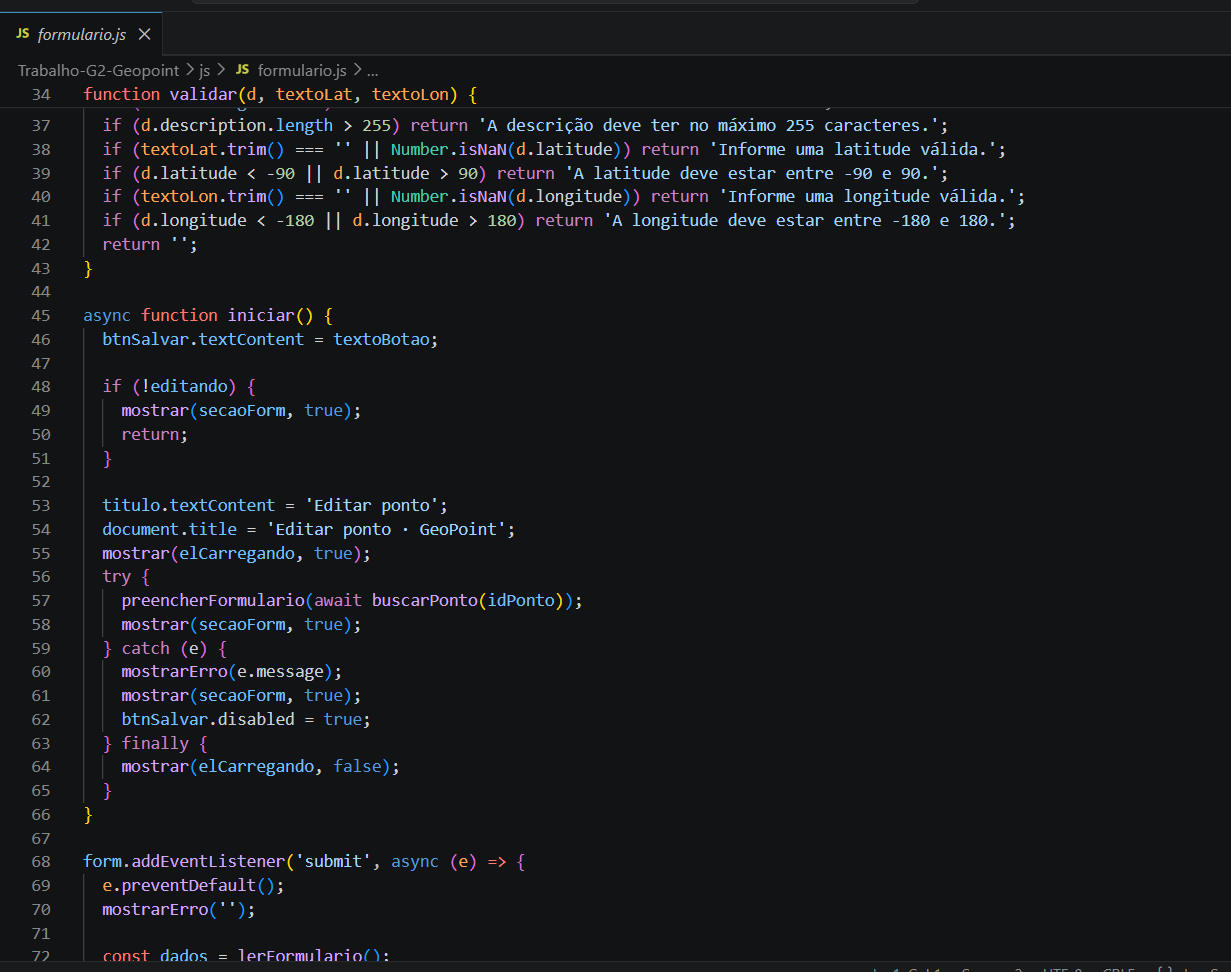 JS formulario.js
Trabalho-G2-Geopoint > js > JS formulario.js > ...
34 function validar(d, textoLat, textoLon) {
37 if (d.description.length > 255) return 'A descrição deve ter no máximo 255 caracteres.';
38 if (textoLat.trim() === '' || Number.isNaN(d.latitude)) return 'Informe uma latitude válida.';
39 if (d.latitude < -90 || d.latitude > 90) return 'A latitude deve estar entre -90 e 90.';
40 if (textoLon.trim() === '' || Number.isNaN(d.longitude)) return 'Informe uma longitude válida.';
41 if (d.longitude < -180 || d.longitude > 180) return 'A longitude deve estar entre -180 e 180.';
42 return '';
43 }
44
45 async function iniciar() {
46 btnSalvar.textContent = textoBotao;
47
48 if (!editando) {
49 mostrar(secaoForm, true);
50 return;
51 }
52
53 titulo.textContent = 'Editar ponto';
54 document.title = 'Editar ponto · GeoPoint';
55 mostrar(elCarregando, true);
56 try {
57 preencherFormulario(await buscarPonto(idPonto));
58 mostrar(secaoForm, true);
59 } catch (e) {
60 mostrarErro(e.message);
61 mostrar(secaoForm, true);
62 btnSalvar.disabled = true;
63 } finally {
64 mostrar(elCarregando, false);
65 }
66 }
67
68 form.addEventListener('submit', async (e) => {
69 e.preventDefault();
70 mostrarErro('');
71
72 const dados = lerFormulario();